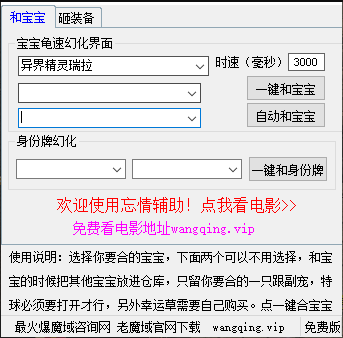 和宝宝 砸装备
宝宝龟速幻化界面
异界精灵瑞拉 时速（毫秒） 3000
一键和宝宝
自动和宝宝
身份牌幻化
一键和身份牌
欢迎使用忘情辅助！点我看电影>>
免费看电影地址wangqing.vip
使用说明：选择你要合的宝宝，下面两个可以不用选择，和宝
宝的时候把其他宝宝放进仓库，只留你要合的一只跟副宠，特
球必须要打开才行，另外幸运草需要自己购买。点一键合宝宝
最火爆魔域咨询网 老魔域官网下载 wangqing.vip 免费版